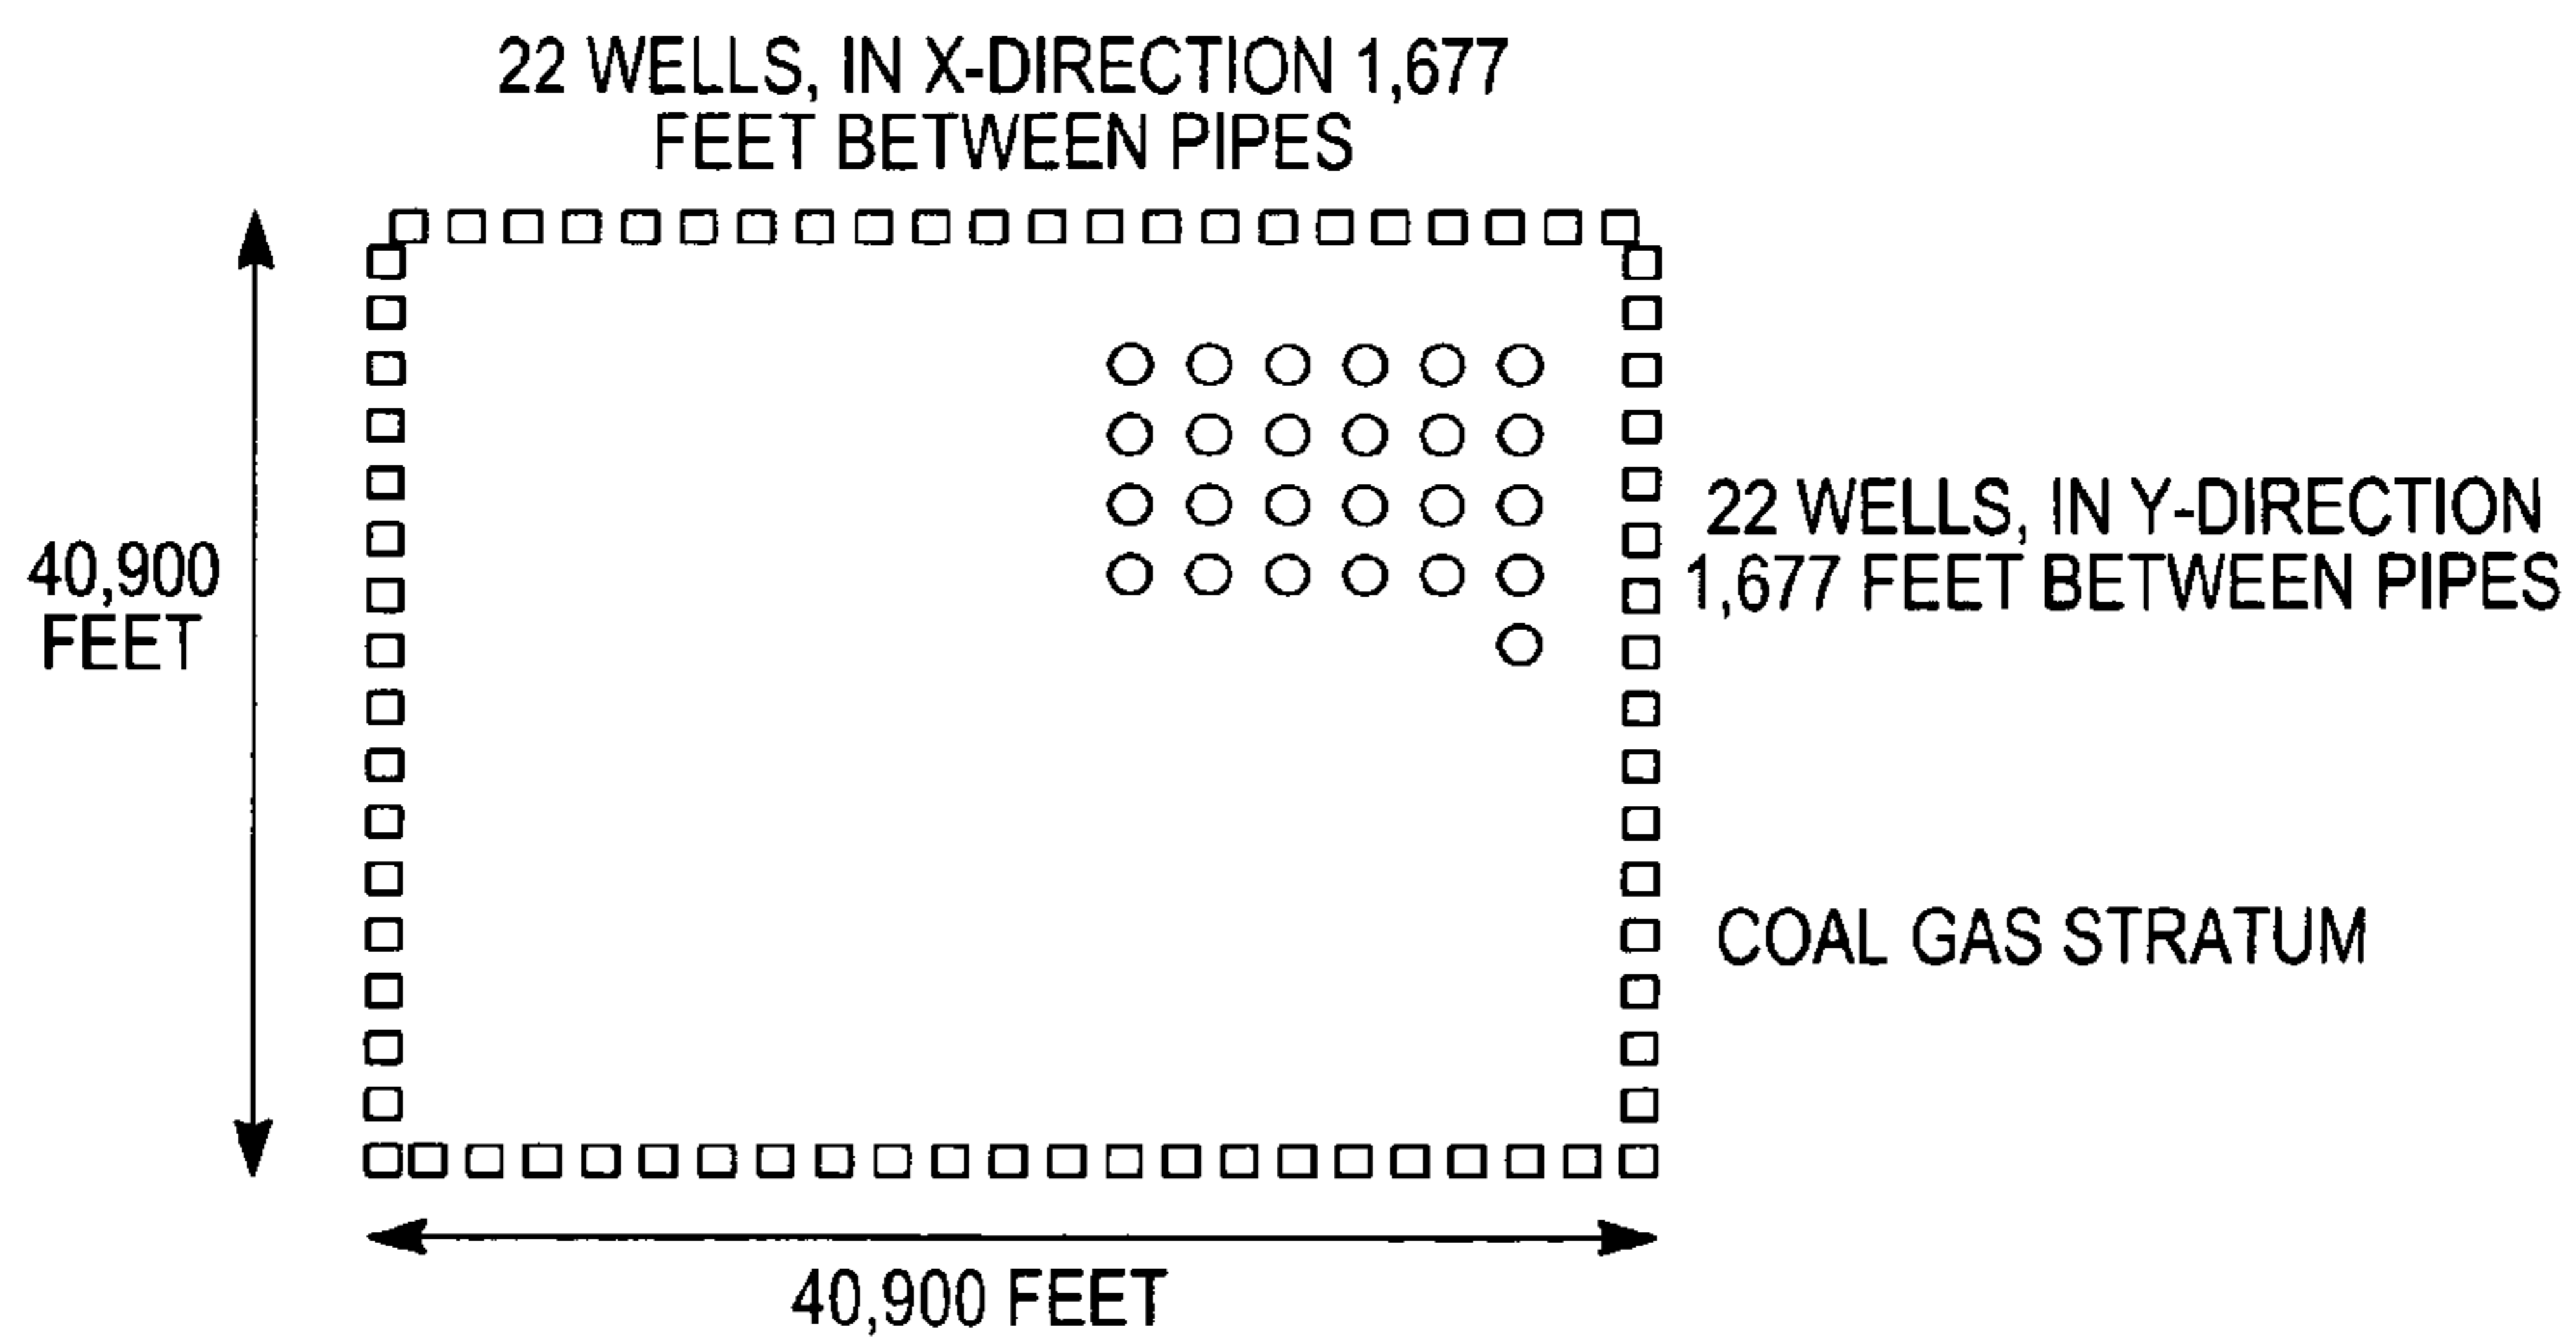 22 WELLS, IN X-DIRECTION 1,677
FEET BETWEEN PIPES
40,900
FEET
22 WELLS, IN Y-DIRECTION
1,677 FEET BETWEEN PIPES
COAL GAS STRATUM
40,900 FEET